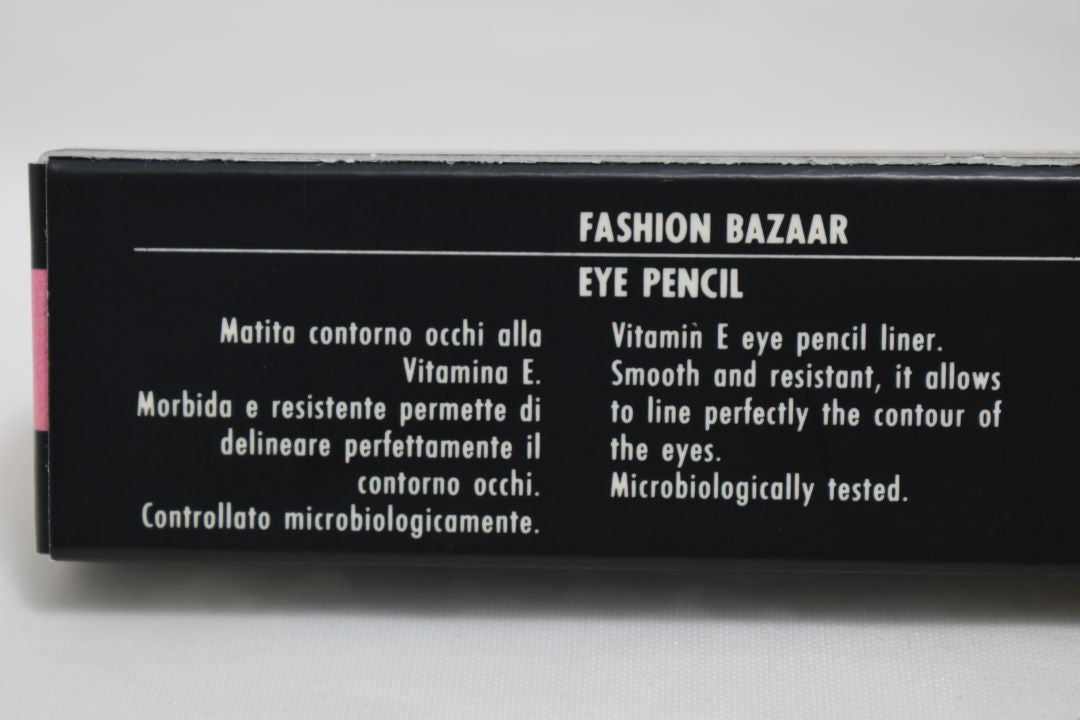 FASHION BAZAAR
EYE PENCIL
Matita contorno occhi alla
Vitamina E.
Morbida e resistente permette di
delineare perfettamente il
contorno occhi.
Controllato microbiologicamente.
Vitamin E eye pencil liner.
Smooth and resistant, it allows
to line perfectly the contour of
the eyes.
Microbiologically tested.